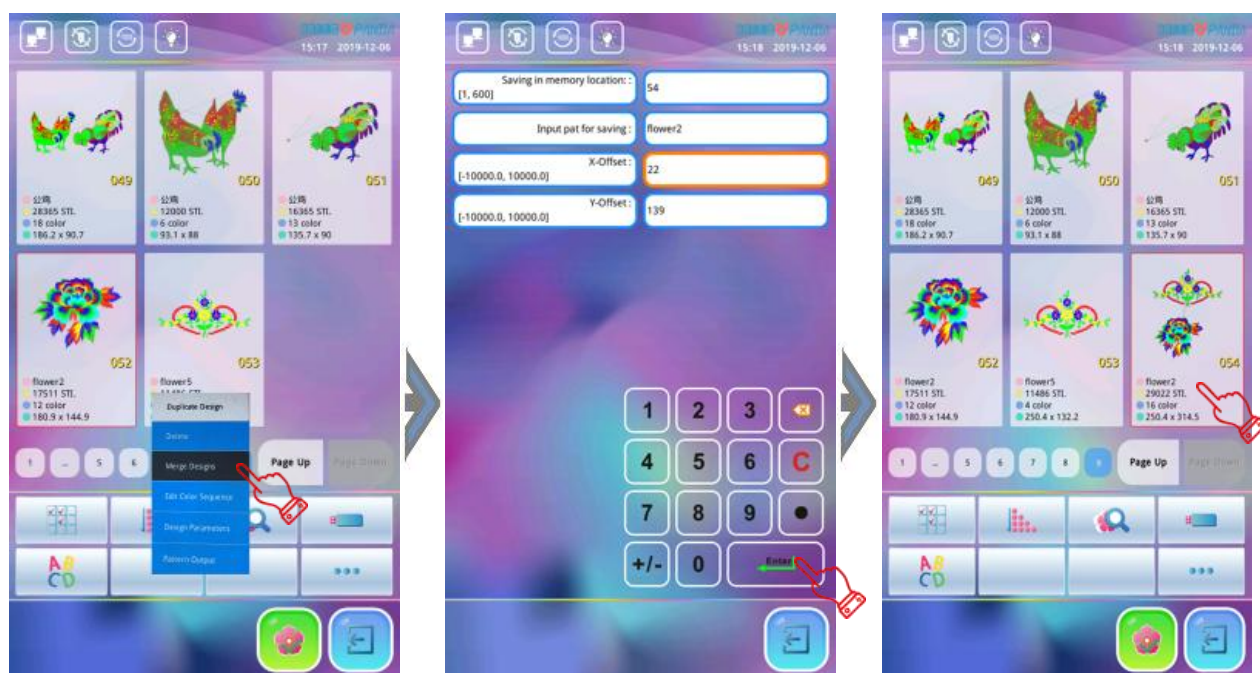 15:17 2019-12-06
049
公鸡
28365 STI.
18 color
186.2 x 90.7
050
公鸡
12000 STI.
6 color
93.1 x 88
051
公鸡
16365 STI.
13 color
135.7 x 90
052
flower2
17511 STI.
12 color
180.9 x 144.9
053
flower5
Duplicate Design
Delete
Merge Designs
Edit Color Sequence
Design Parameters
Pattern Output
1
...
5
6
Page Up
Page Down
AB
CD
15:18 2019-12-06
Saving in memory location: :
[1, 600]
54
Input pat for saving :
flower2
X-Offset :
[-10000.0, 10000.0]
22
Y-Offset :
[-10000.0, 10000.0]
139
1 2 3
4 5 6 C
7 8 9
+/- 0 Enter
15:18 2019-12-06
049
公鸡
28365 STI.
18 color
186.2 x 90.7
050
公鸡
12000 STI.
6 color
93.1 x 88
051
公鸡
16365 STI.
13 color
135.7 x 90
052
flower2
17511 STI.
12 color
180.9 x 144.9
053
flower5
11486 STI.
4 color
250.4 x 132.2
054
flower2
29022 STI.
16 color
250.4 x 314.5
1
...
5
6
7
8
9
Page Up
Page Down
AB
CD